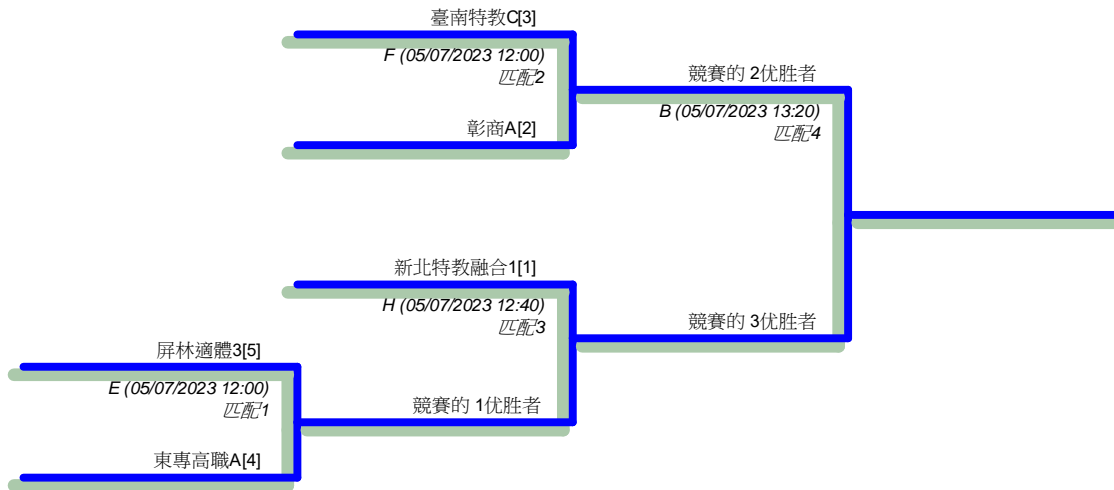 臺南特教C[3]
F (05/07/2023 12:00)
匹配2
彰商A[2]
競賽的 2优胜者
B (05/07/2023 13:20)
匹配4
新北特教融合1[1]
H (05/07/2023 12:40)
匹配3
競賽的 3优胜者
屏林適體3[5]
E (05/07/2023 12:00)
匹配1
競賽的 1优胜者
東專高職A[4]